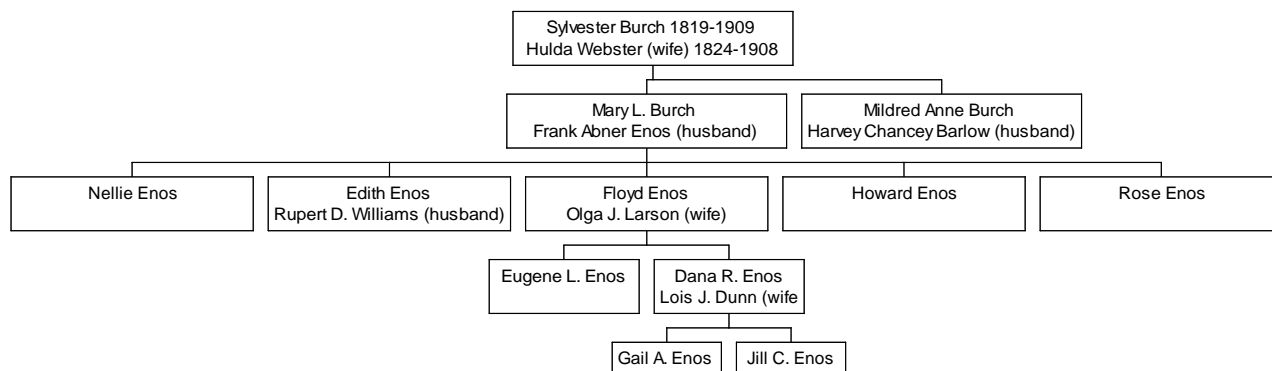 Sylvester Burch 1819-1909
Hulda Webster (wife) 1824-1908
Mary L. Burch
Frank Abner Enos (husband)
Mildred Anne Burch
Harvey Chancey Barlow (husband)
Nellie Enos
Edith Enos
Rupert D. Williams (husband)
Floyd Enos
Olga J. Larson (wife)
Howard Enos
Rose Enos
Eugene L. Enos
Dana R. Enos
Lois J. Dunn (wife
Gail A. Enos
Jill C. Enos